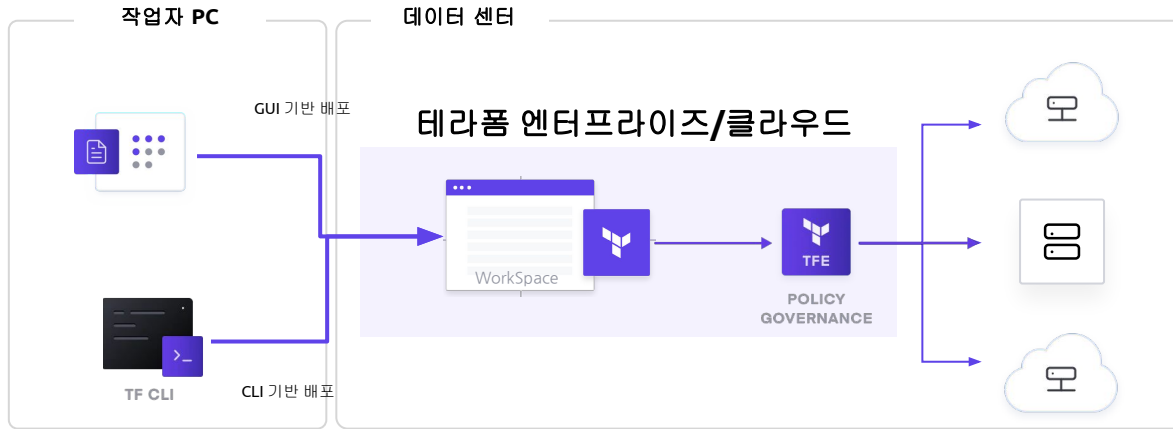 작업자 PC
데이터 센터
GUI 기반 배포
테라폼 엔터프라이즈/클라우드
WorkSpace
TFE
POLICY
GOVERNANCE
TF CLI
CLI 기반 배포